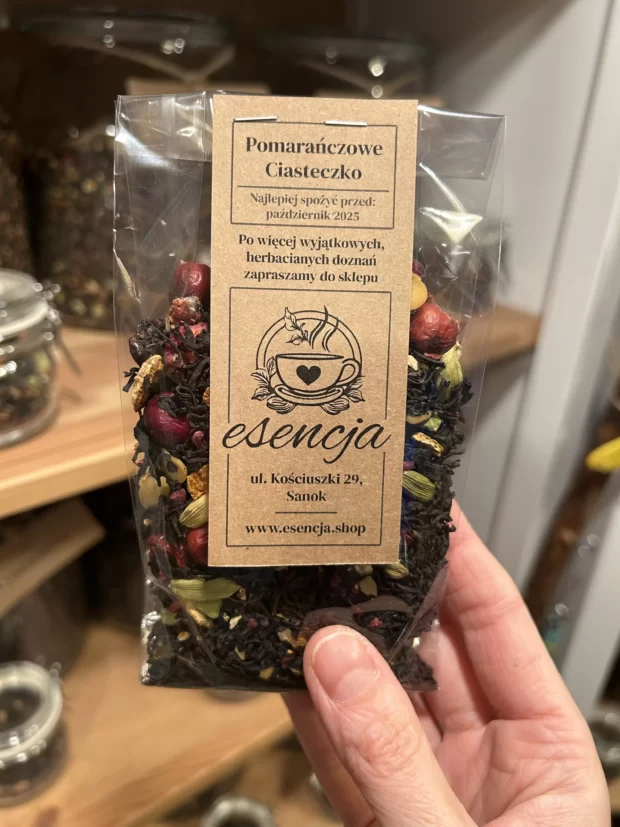 Pomarańczowe
Ciasteczko
Najlepiej spożyć przed:
październik 2025
Po więcej wyjątkowych,
herbacianych doznań
zapraszamy do sklepu
esencja
ul. Kościuszki 29,
Sanok
www.esencja.shop